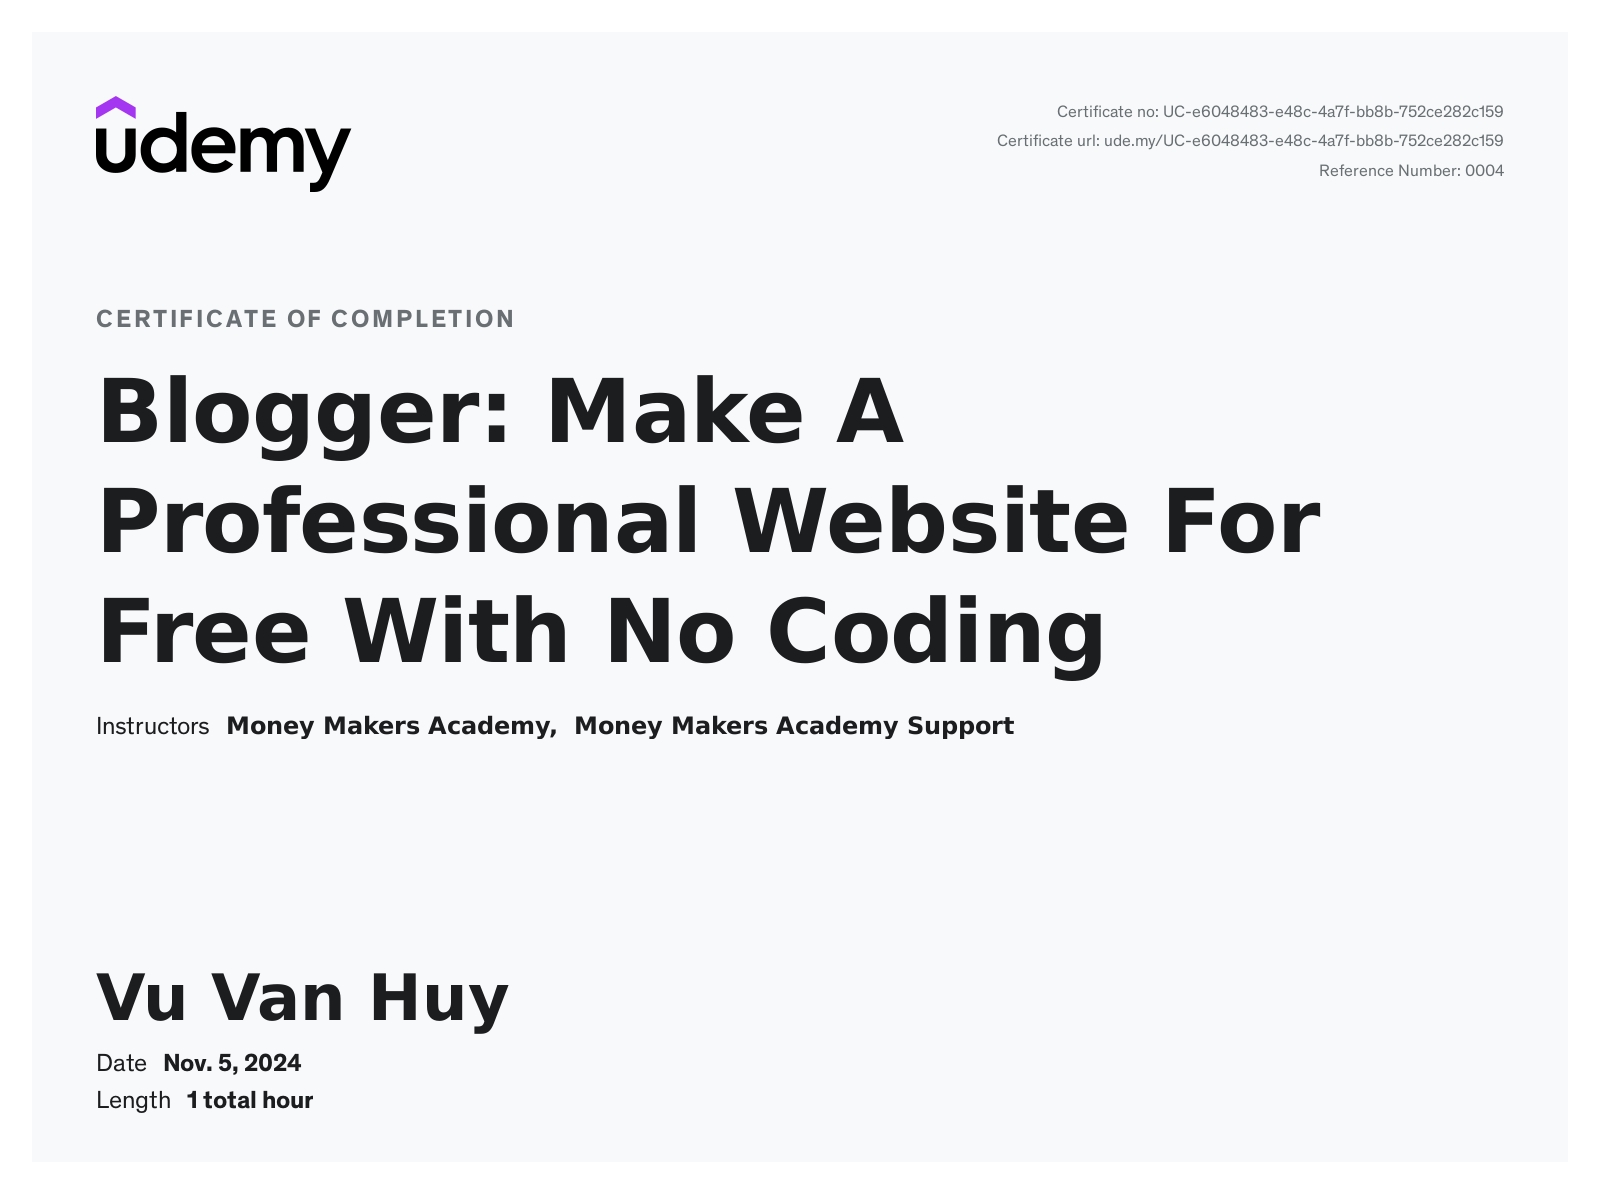 udemy
Certificate no: UC-e6048483-e48c-4a7f-bb8b-752ce282c159
Certificate url: ude.my/UC-e6048483-e48c-4a7f-bb8b-752ce282c159
Reference Number: 0004
CERTIFICATE OF COMPLETION
Blogger: Make A
Professional Website For
Free With No Coding
Instructors Money Makers Academy, Money Makers Academy Support
Vu Van Huy
Date Nov. 5, 2024
Length 1 total hour